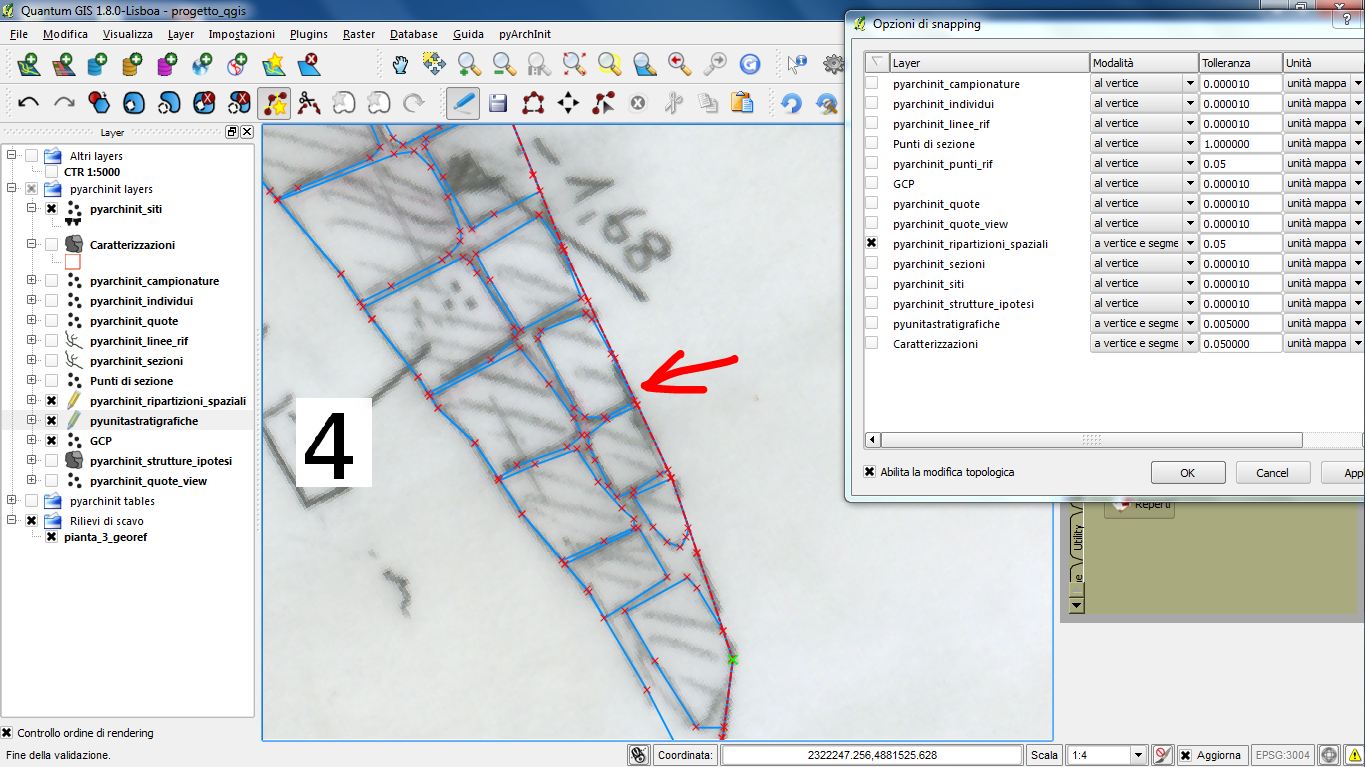 Quantum GIS 1.8.0-Lisboa - progetto_qgis
File Modifica Visualizza Layer Impostazioni Plugins Raster Database Guida pyArchInit
Layer
Altri layers
CTR 1:5000
pyarchinit layers
pyarchinit_siti
Caratterizzazioni
pyarchinit_campionature
pyarchinit_individui
pyarchinit_quote
pyarchinit_linee_rif
pyarchinit_sezioni
Punti di sezione
pyarchinit_ripartizioni_spaziali
pyunitastratigrafiche
GCP
pyarchinit_strutture_ipotesi
pyarchinit_quote_view
pyarchinit tables
Rilievi di scavo
pianta_3_georef
Controllo ordine di rendering
-1,68
4
Opzioni di snapping
Layer Modalità Tolleranza Unità
pyarchinit_campionature al vertice 0.000010 unità mappa
pyarchinit_individui al vertice 0.000010 unità mappa
pyarchinit_linee_rif al vertice 0.000010 unità mappa
Punti di sezione al vertice 1.000000 unità mappa
pyarchinit_punti_rif al vertice 0.05 unità mappa
GCP al vertice 0.000010 unità mappa
pyarchinit_quote al vertice 0.000010 unità mappa
pyarchinit_quote_view al vertice 0.000010 unità mappa
pyarchinit_ripartizioni_spaziali a vertice e segme 0.05 unità mappa
pyarchinit_sezioni al vertice 0.000010 unità mappa
pyarchinit_siti al vertice 0.000010 unità mappa
pyarchinit_strutture_ipotesi al vertice 0.000010 unità mappa
pyunitastratigrafiche a vertice e segme 0.005000 unità mappa
Caratterizzazioni a vertice e segme 0.050000 unità mappa
Abilita la modifica topologica OK Cancel App
Reperti
Utility
Fine della validazione. Coordinata: 2322247.256,4881525.628 Scala 1:4 Aggiorna EPSG:3004